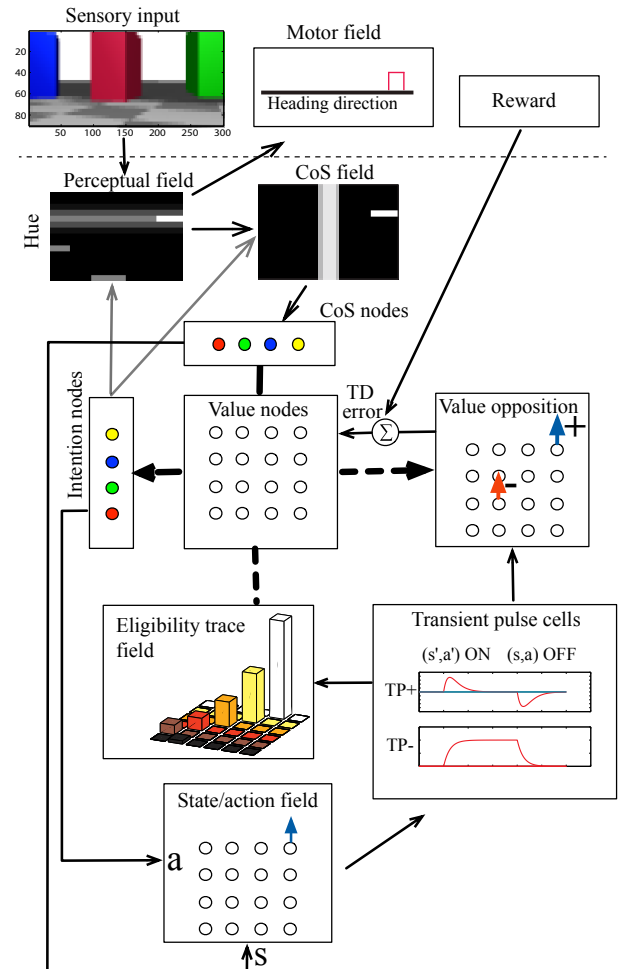 Sensory input
20
40
60
80
50
100
150
200
250
300
Motor field
Heading direction
Reward
Perceptual field
Hue
CoS field
CoS nodes
Intention nodes
Value nodes
TD
error
Σ
Value opposition
+
-
Eligibility trace
field
Transient pulse cells
(s',a') ON
(s,a) OFF
TP+
TP-
State/action field
a
s